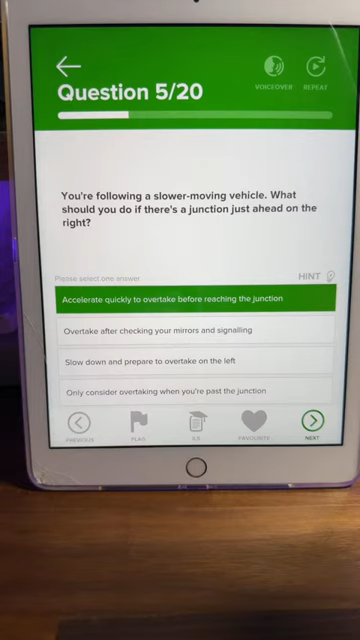 Question 5/20
VOICEOVER
REPEAT
You're following a slower-moving vehicle. What
should you do if there's a junction just ahead on the
right?
Please select one answer
HINT
Accelerate quickly to overtake before reaching the junction
Overtake after checking your mirrors and signalling
Slow down and prepare to overtake on the left
Only consider overtaking when you're past the junction
PREVIOUS
FLAG
FAVOURITE
NEXT